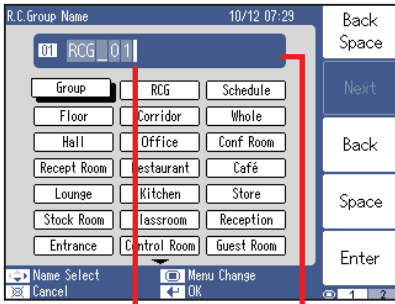 R.C.Group Name 10/12 07:29
01 RCG_01
Group RCG Schedule
Floor Corridor Whole
Hall Office Conf Room
Recept Room Restaurant Café
Lounge Kitchen Store
Stock Room Classroom Reception
Entrance Control Room Guest Room
Name Select Menu Change
Cancel OK
Back
Space
Next
Back
Space
Enter
1 2